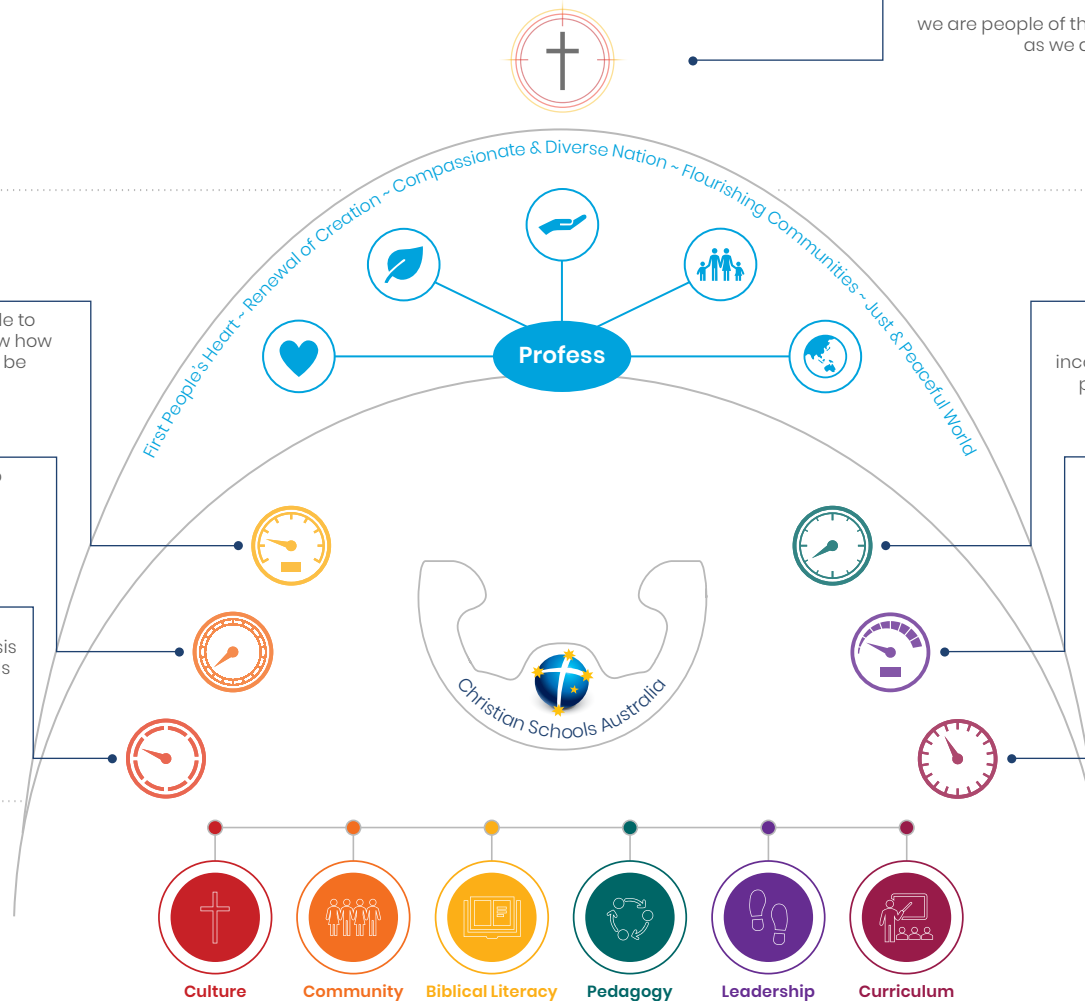 we are people of th
as we
First People's Heart ~ Renewal of Creation ~ Compassionate & Diverse Nation ~ Flourishing Communities ~ Just & Peaceful World
Profess
le to
w how
be
sis
s
inco
p
Christian Schools Australia
Culture
Community
Biblical Literacy
Pedagogy
Leadership
Curriculum